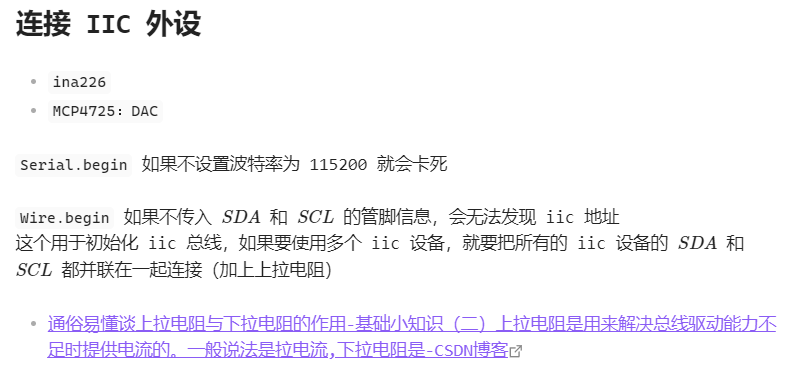 连接 IIC 外设
ina226
MCP4725：DAC
Serial.begin 如果不设置波特率为 115200 就会卡死
Wire.begin 如果不传入 SDA 和 SCL 的管脚信息，会无法发现 iic 地址
这个用于初始化 iic 总线，如果要使用多个 iic 设备，就要把所有的 iic 设备的 SDA 和
SCL 都并联在一起连接（加上上拉电阻）
通俗易懂谈上拉电阻与下拉电阻的作用-基础小知识（二）上拉电阻是用来解决总线驱动能力不
足时提供电流的。一般说法是拉电流,下拉电阻是-CSDN博客